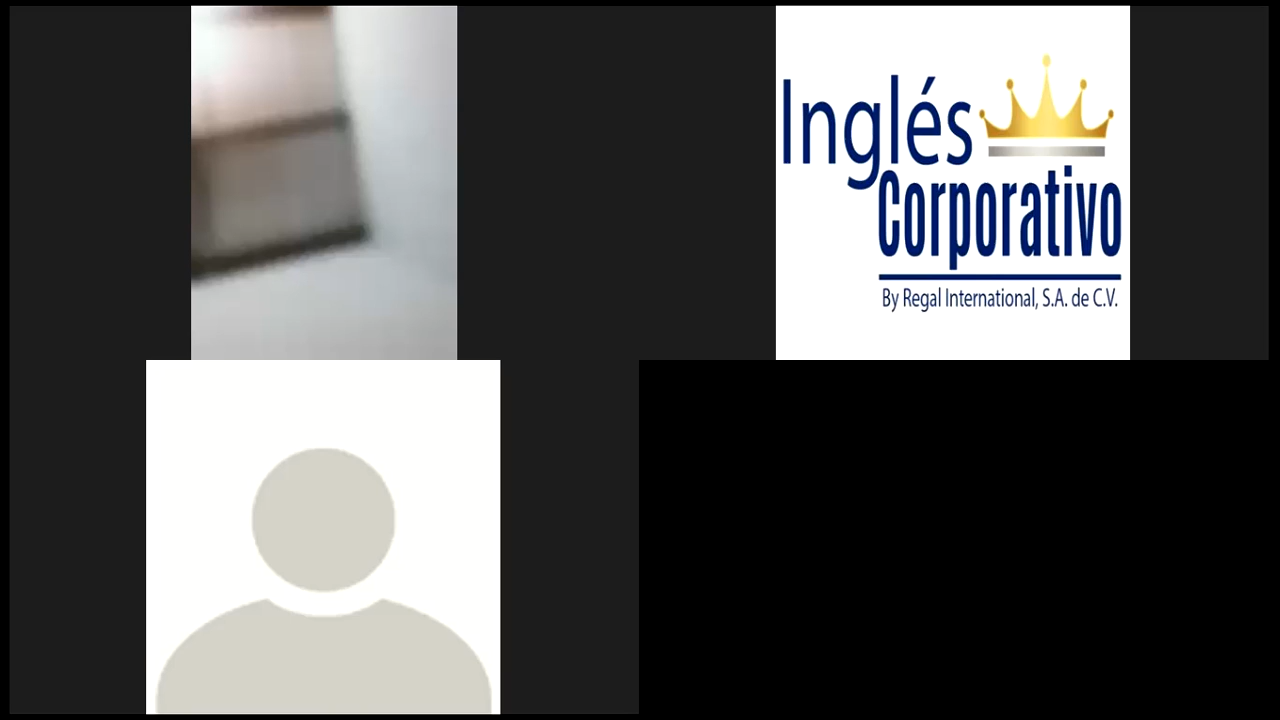 Inglés
Corporativo
By Regal International, S.A. de C.V.